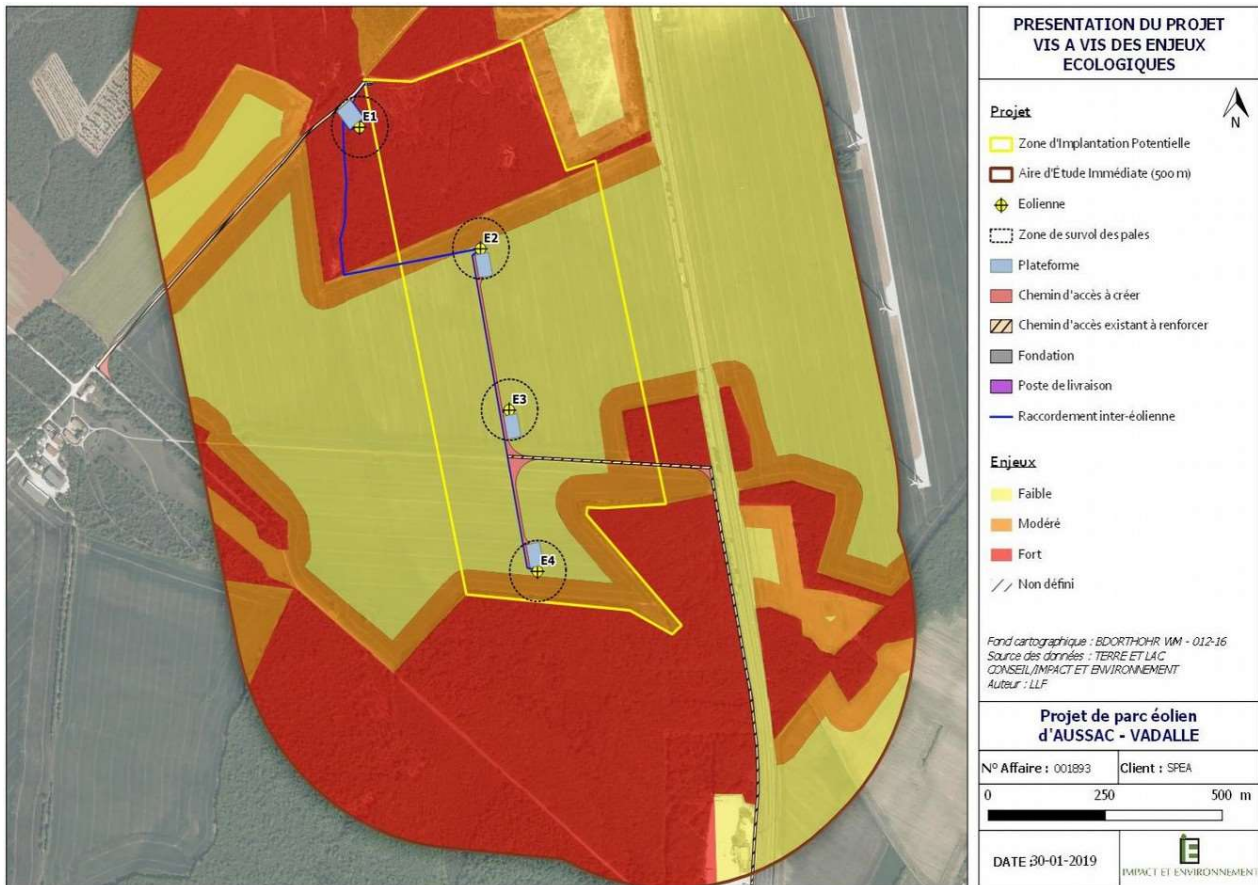 E1
E2
E3
E4
PRESENTATION DU PROJET
VIS A VIS DES ENJEUX
ECOLOGIQUES
N
Projet
Zone d'Implantation Potentielle
Aire d'Étude Immédiate (500 m)
Eolienne
Zone de survol des pales
Plateforme
Chemin d'accès à créer
Chemin d'accès existant à renforcer
Fondation
Poste de livraison
Raccordement inter-éolienne
Enjeux
Faible
Modéré
Fort
Non défini
Fond cartographique : BDORTHOHR WM - 012-16
Source des données : TERRE ET LAC
CONSEIL/IMPACT ET ENVIRONNEMENT
Auteur : LLF
Projet de parc éolien
d'AUSSAC - VADALLE
N° Affaire : 001893 Client : SPEA
0 250 500 m
DATE :30-01-2019
IMPACT ET ENVIRONNEMEN